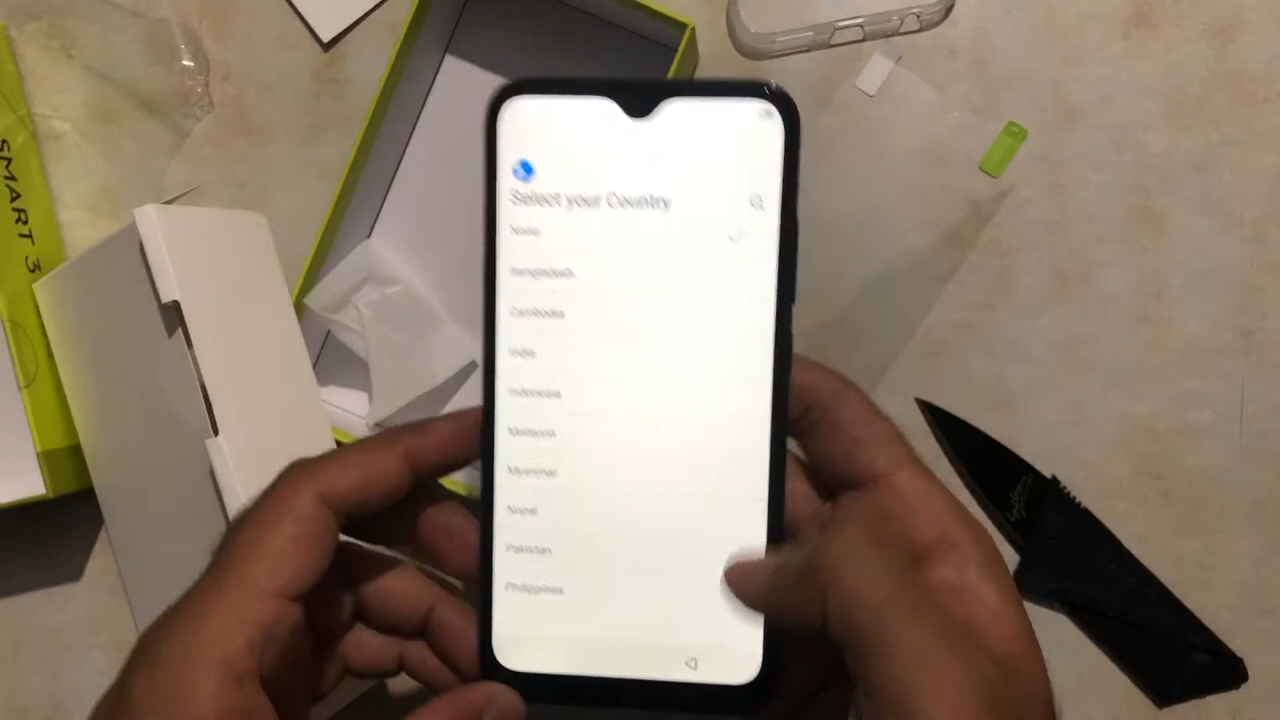 SMART 3
Select your Country
None
Bangladesh
Cambodia
India
Indonesia
Malaysia
Myanmar
Nepal
Pakistan
Philippines